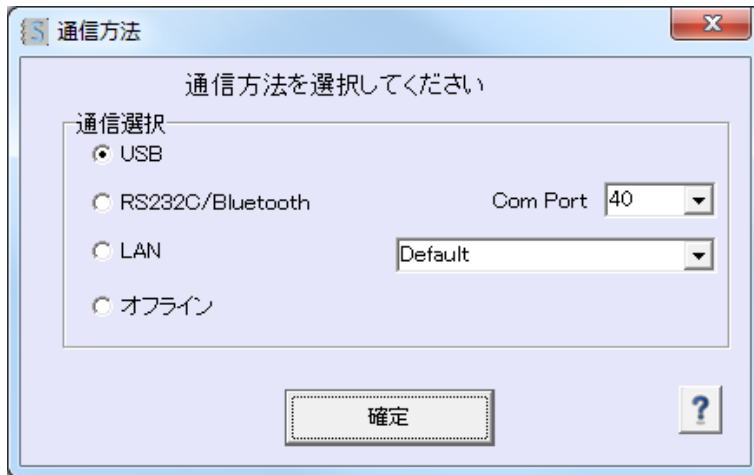 通信方法
通信方法を選択してください
通信選択
USB
RS232C/Bluetooth
Com Port 40
LAN
Default
オフライン
確定
?